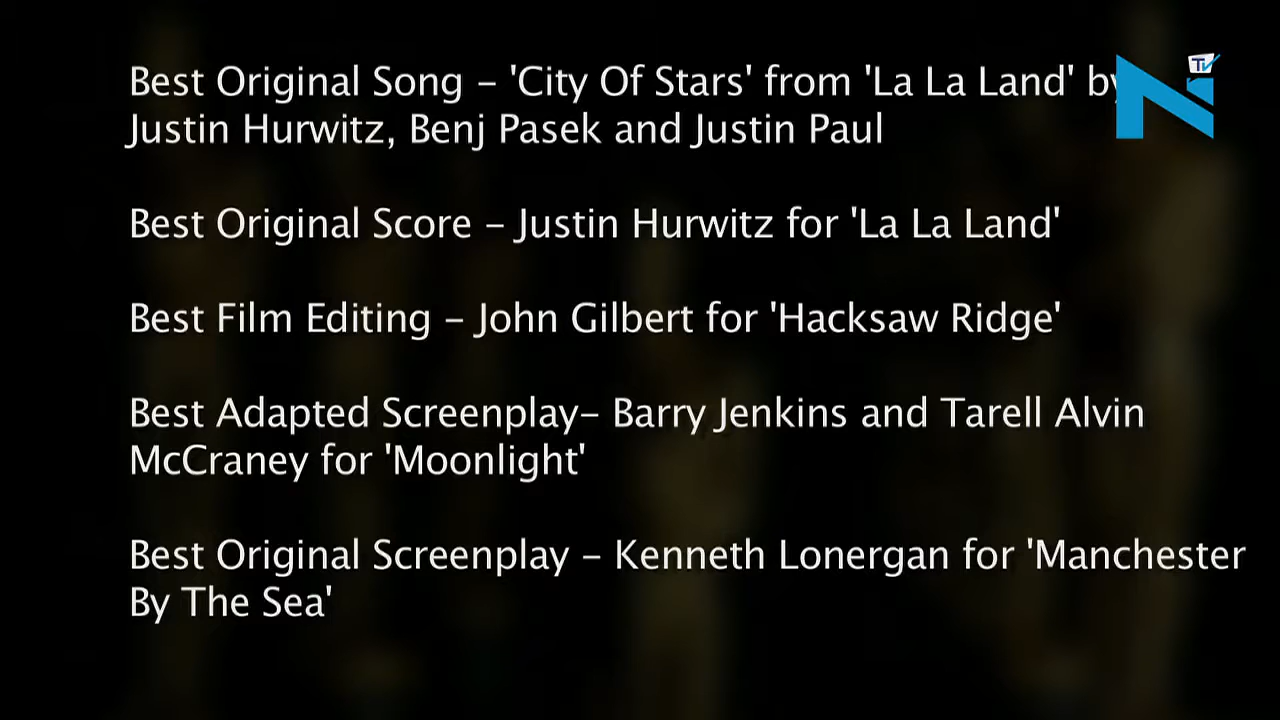 Best Original Song – 'City Of Stars' from 'La La Land' by
Justin Hurwitz, Benj Pasek and Justin Paul
Best Original Score – Justin Hurwitz for 'La La Land'
Best Film Editing – John Gilbert for 'Hacksaw Ridge'
Best Adapted Screenplay– Barry Jenkins and Tarell Alvin
McCraney for 'Moonlight'
Best Original Screenplay – Kenneth Lonergan for 'Manchester
By The Sea'
N TV